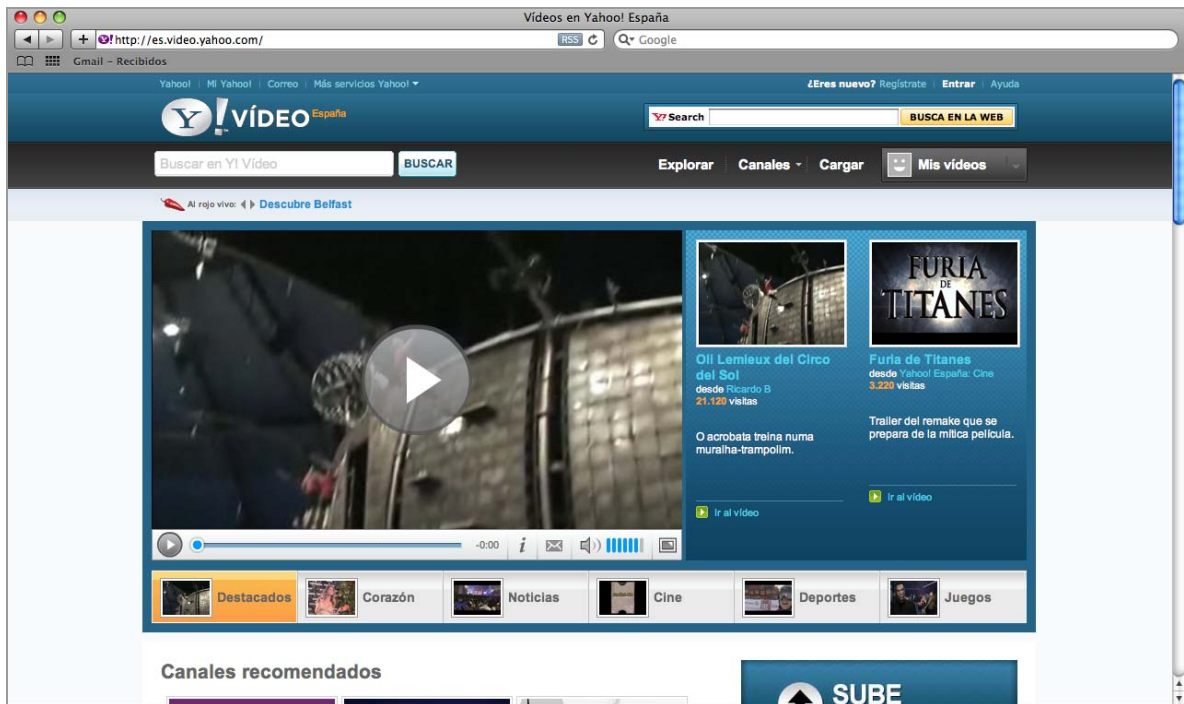 Vídeos en Yahoo! España
http://es.video.yahoo.com/
RSS
Google
Gmail – Recibidos
Yahoo! Mi Yahoo! Correo Más servicios Yahoo!
¿Eres nuevo? Regístrate Entrar Ayuda
Y! VÍDEO España
Y! Search
BUSCA EN LA WEB
Buscar en Y! Vídeo
BUSCAR
Explorar Canales Cargar Mis vídeos
Al rojo vivo: Descubre Belfast
FURIA
DE
TITANES
Oli Lemieux del Circo
del Sol
desde Ricardo B
21.120 visitas
O acrobata treina numa
muralha-trampolim.
Ir al vídeo
Furia de Titanes
desde Yahoo! España: Cine
3.220 visitas
Trailer del remake que se
prepara de la mítica película.
Ir al vídeo
-0:00
Destacados
Corazón
Noticias
Cine
Deportes
Juegos
Canales recomendados
SUBE